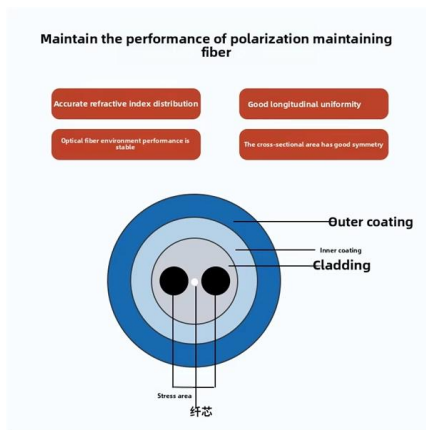 Maintain the performance of polarization maintaining
fiber
Accurate refractive index distribution
Good longitudinal uniformity
Optical fiber environment performance is
stable
The cross-sectional area has good symmetry
Outer coating
Inner coating
Cladding
Stress area
纤芯